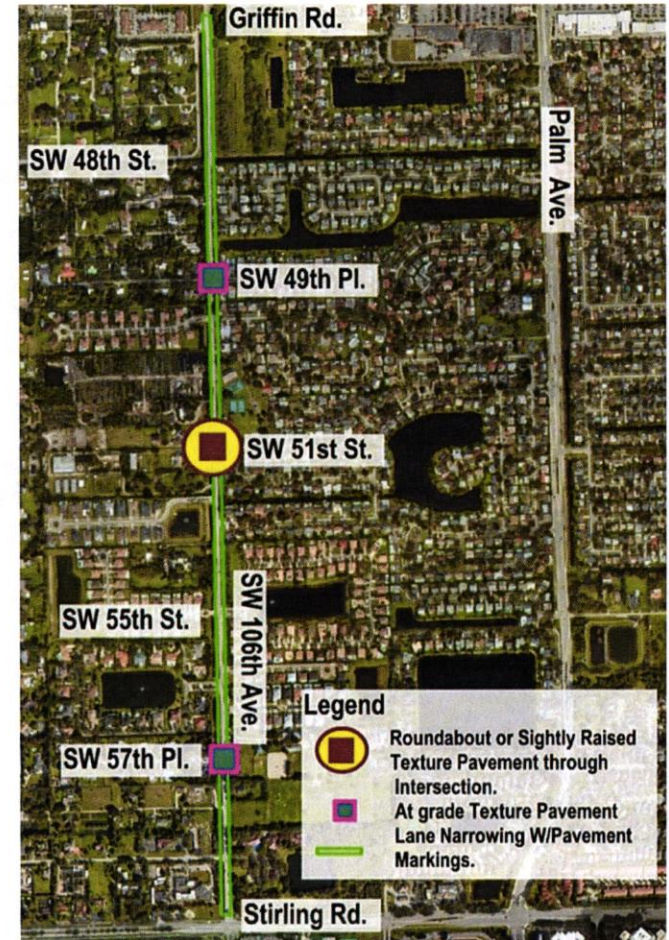 Griffin Rd.
SW 48th St.
Palm Ave.
SW 49th Pl.
SW 51st St.
SW 55th St.
SW 106th Ave.
SW 57th Pl.
Legend
Roundabout or Sightly Raised
Texture Pavement through
Intersection.
At grade Texture Pavement
Lane Narrowing W/Pavement
Markings.
Stirling Rd.